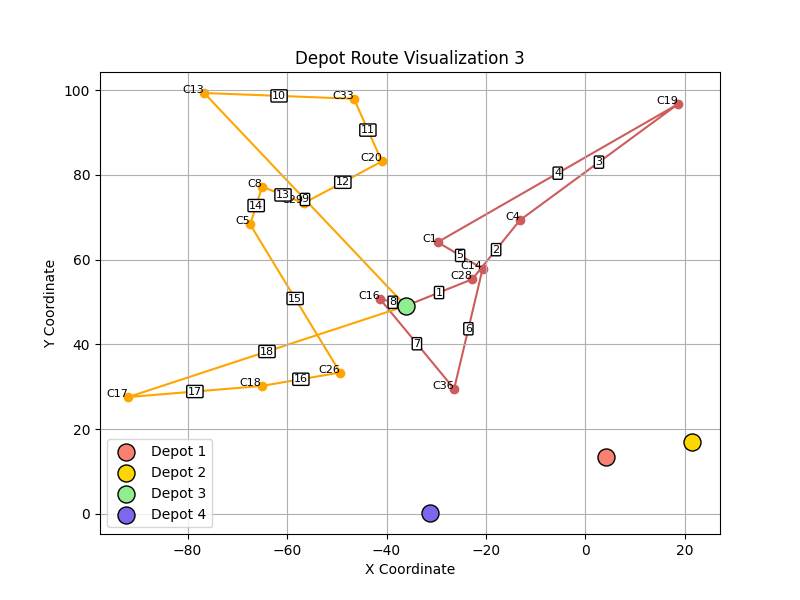 Depot Route Visualization 3
100
80
60
40
20
0
Y Coordinate
−80
−60
−40
−20
0
20
X Coordinate
C13
10
C33
C19
11
C20
3
4
12
C8
13
C29
9
14
C5
C4
C1
2
5
C14
C28
C16
8
1
15
6
7
18
C26
16
C18
17
C17
C36
Depot 1
Depot 2
Depot 3
Depot 4